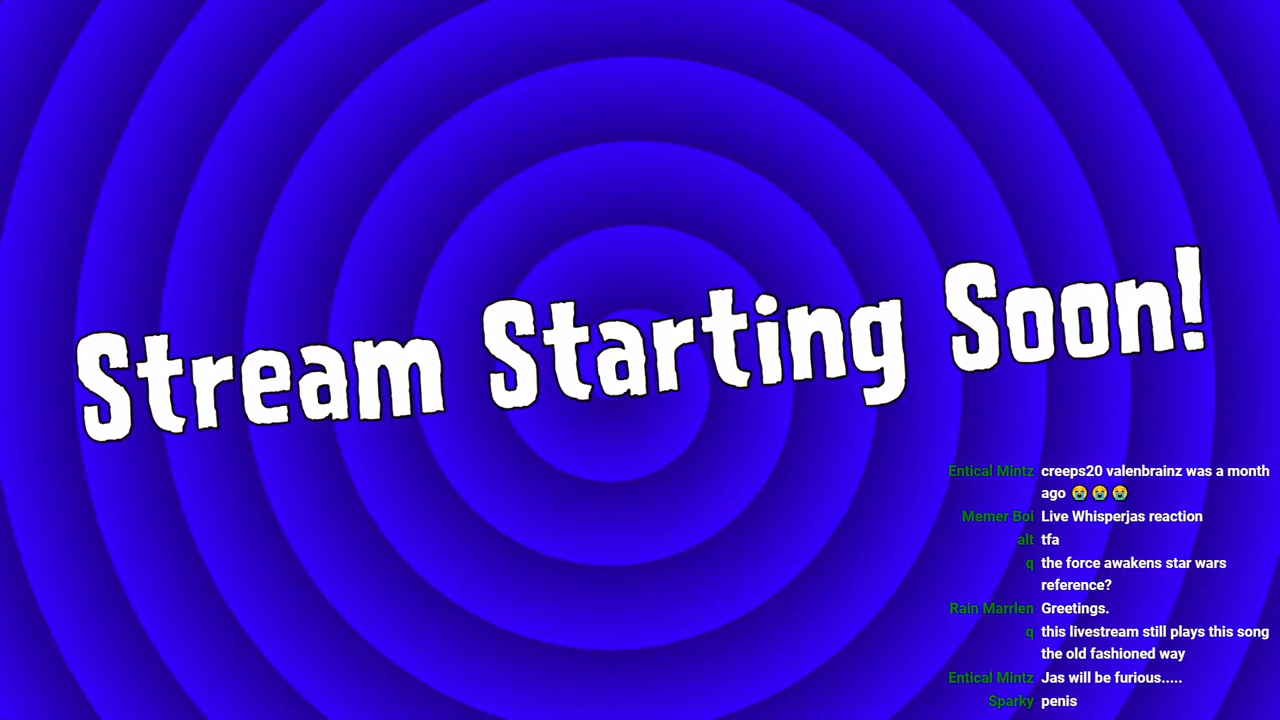 Stream Starting Soon!
Entical Mintz creeps20 valenbrainz was a month
ago 😭😭😭
Memer Boi Live Whisperjas reaction
alt tfa
q the force awakens star wars
reference?
Rain Marrlen Greetings.
q this livestream still plays this song
the old fashioned way
Entical Mintz Jas will be furious.....
Sparky penis